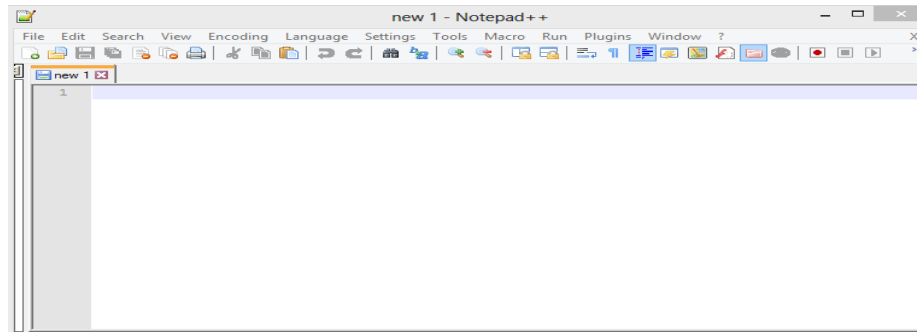 new 1 - Notepad++
File Edit Search View Encoding Language Settings Tools Macro Run Plugins Window ? X
new 1
1